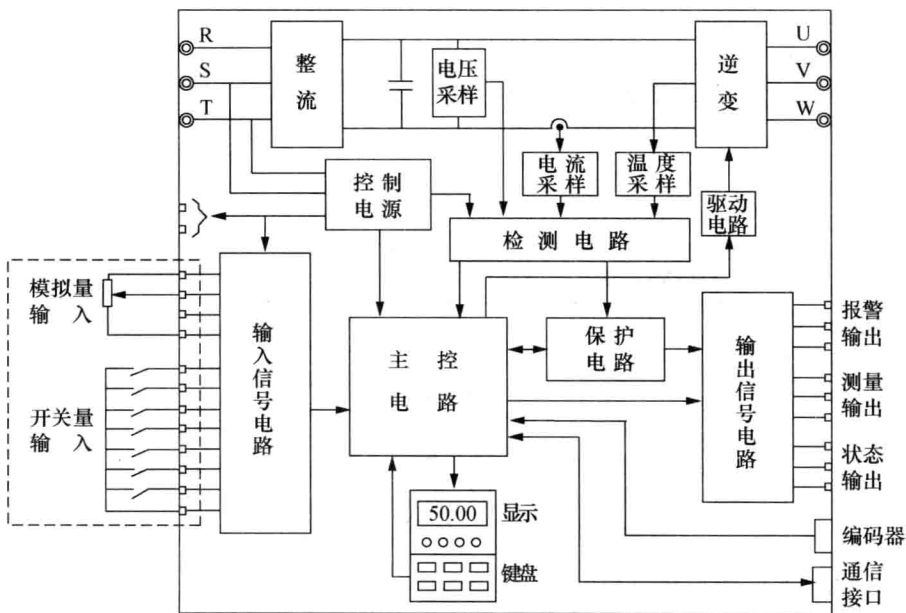 R
S
T
整流
电压
采样
逆变
U
V
W
电流
采样
温度
采样
控制
电源
驱动
电路
检测电路
模拟量
输入
开关量
输入
输入信号电路
主控
电路
保护
电路
输出信号电路
报警
输出
测量
输出
状态
输出
50.00
显示
键盘
编码器
通信
接口